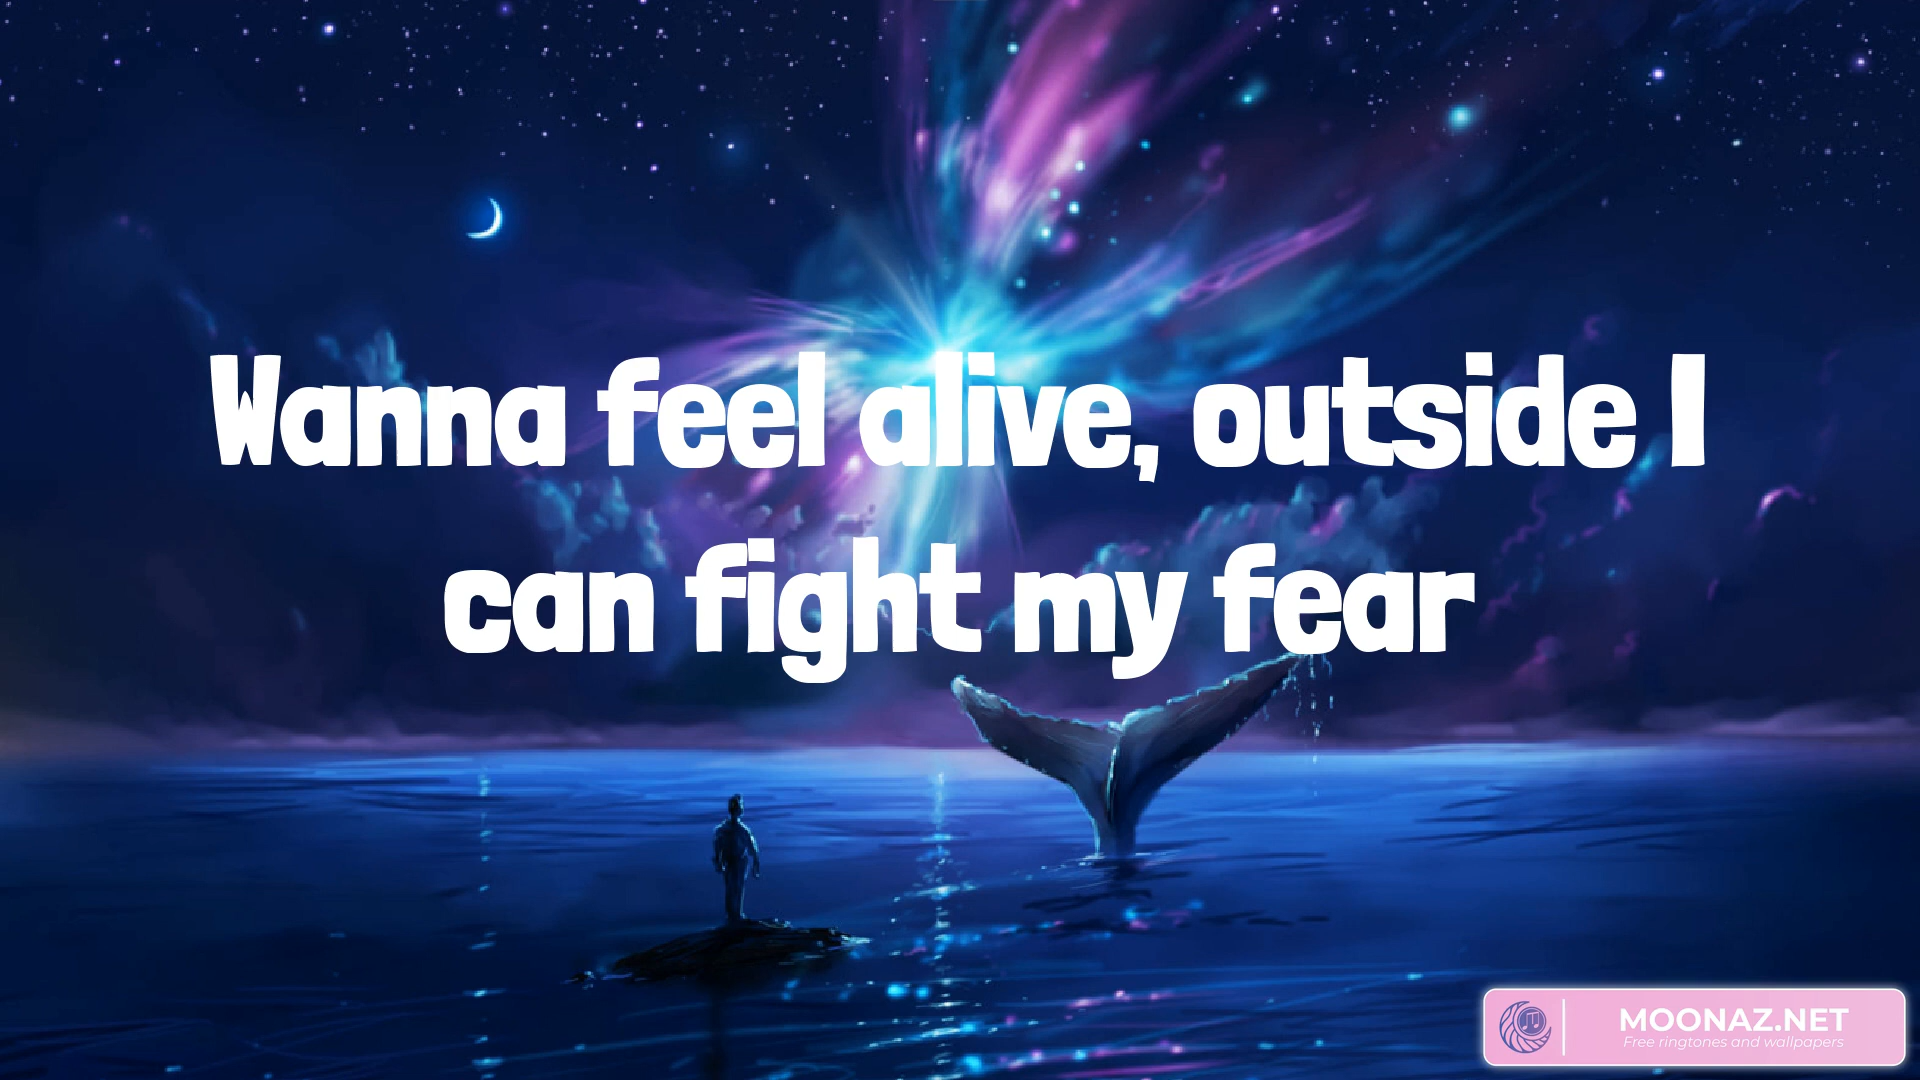 Wanna feel alive, outside I
can fight my fear
MOONAZ.NET
Free ringtones and wallpapers